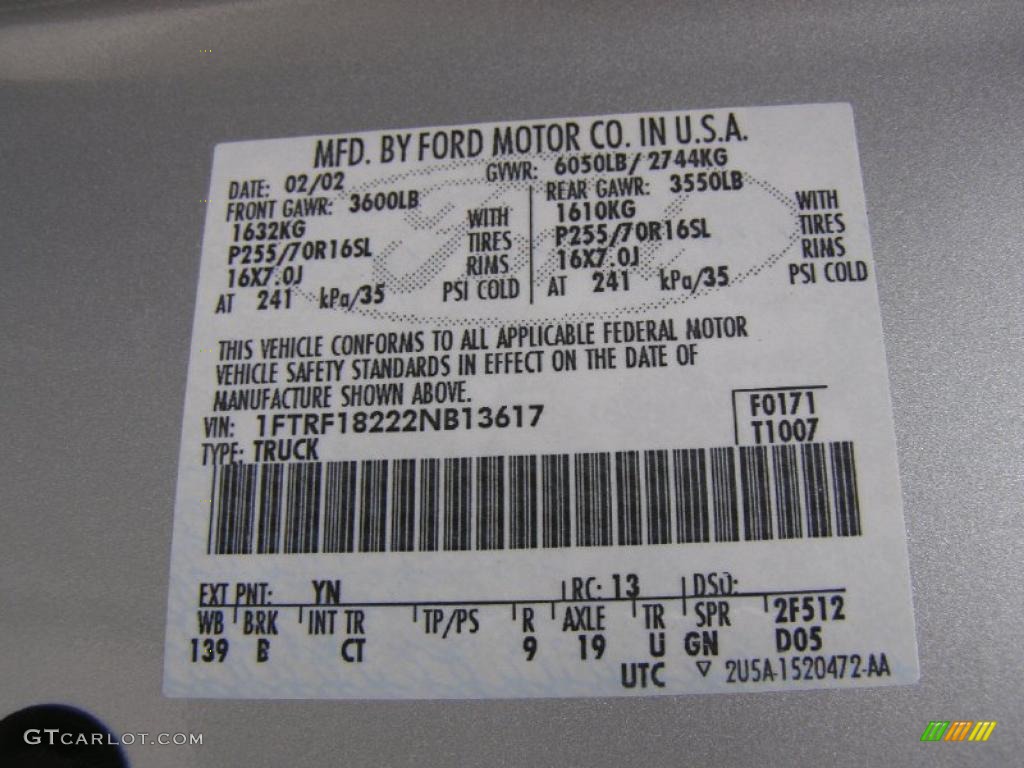 MFD. BY FORD MOTOR CO. IN U.S.A.
DATE: 02/02 GVWR: 6050LB/ 2744KG
FRONT GAWR: 3600LB REAR GAWR: 3550LB
1632KG WITH 1610KG WITH
P255/70R16SL TIRES P255/70R16SL TIRES
16X7.0J RIMS 16X7.0J RIMS
AT 241 kPa/35 PSI COLD AT 241 kPa/35 PSI COLD
THIS VEHICLE CONFORMS TO ALL APPLICABLE FEDERAL MOTOR
VEHICLE SAFETY STANDARDS IN EFFECT ON THE DATE OF
MANUFACTURE SHOWN ABOVE.
VIN: 1FTRF18222NB13617 F0171
TYPE: TRUCK T1007
EXT PNT: YN RC: 13 DSO:
WB BRK INT TR TP/PS R AXLE TR SPR 2F512
139 B CT 9 19 U GN D05
UTC ▽ 2U5A-1520472-AA
GTCARLOT.COM